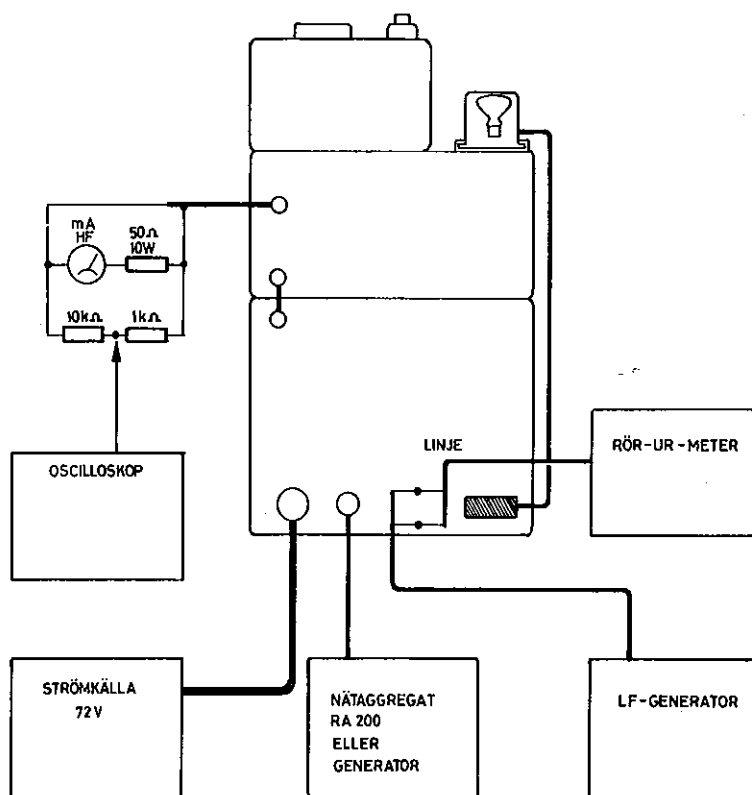 mA
HF
50Ω
10W
10kΩ
1kΩ
OSCILLOSKOP
LINJE
RÖR-UR-METER
STRÖMKÄLLA
72V
NÄTAGGREGAT
RA 200
ELLER
GENERATOR
LF-GENERATOR